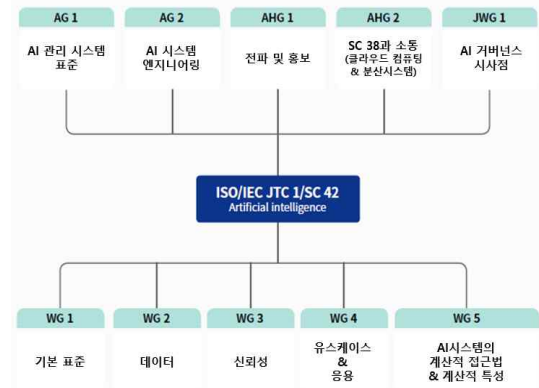 AG 1
AG 2
AHG 1
AHG 2
JWG 1
AI 관리 시스템
표준
AI 시스템
엔지니어링
전파 및 홍보
SC 38과 소통
(클라우드 컴퓨팅
& 분산시스템)
AI 거버넌스
시사점
ISO/IEC JTC 1/SC 42
Artificial intelligence
WG 1
WG 2
WG 3
WG 4
WG 5
기본 표준
데이터
신뢰성
유스케이스
&
응용
AI시스템의
계산적 접근법
& 계산적 특성